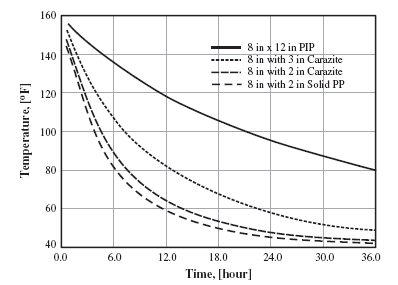 160
140
120
100
80
60
40
Temperature, [°F]
8 in x 12 in PIP
8 in with 3 in Carazite
8 in with 2 in Carazite
8 in with 2 in Solid PP
0.0 6.0 12.0 18.0 24.0 30.0 36.0
Time, [hour]